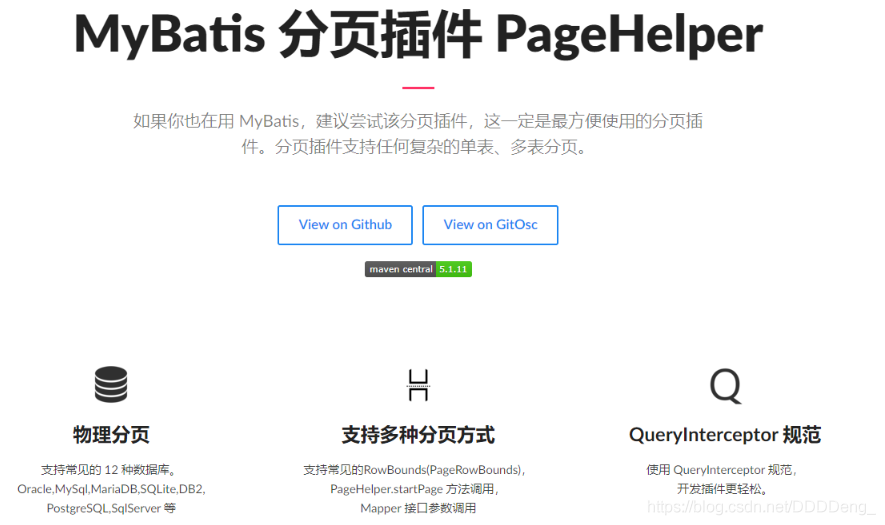 MyBatis 分页插件 PageHelper
如果你也在用 MyBatis，建议尝试该分页插件，这一定是最方便使用的分页插
件。分页插件支持任何复杂的单表、多表分页。
View on Github
View on GitOsc
maven central 5.1.11
物理分页
支持常见的 12 种数据库。
Oracle,MySql,MariaDB,SQLite,DB2,
PostgreSQL,SqlServer 等
支持多种分页方式
支持常见的RowBounds(PageRowBounds)，
PageHelper.startPage 方法调用，
Mapper 接口参数调用
QueryInterceptor 规范
使用 QueryInterceptor 规范，
开发插件更轻松。
https://blog.csdn.net/DDDDeng_